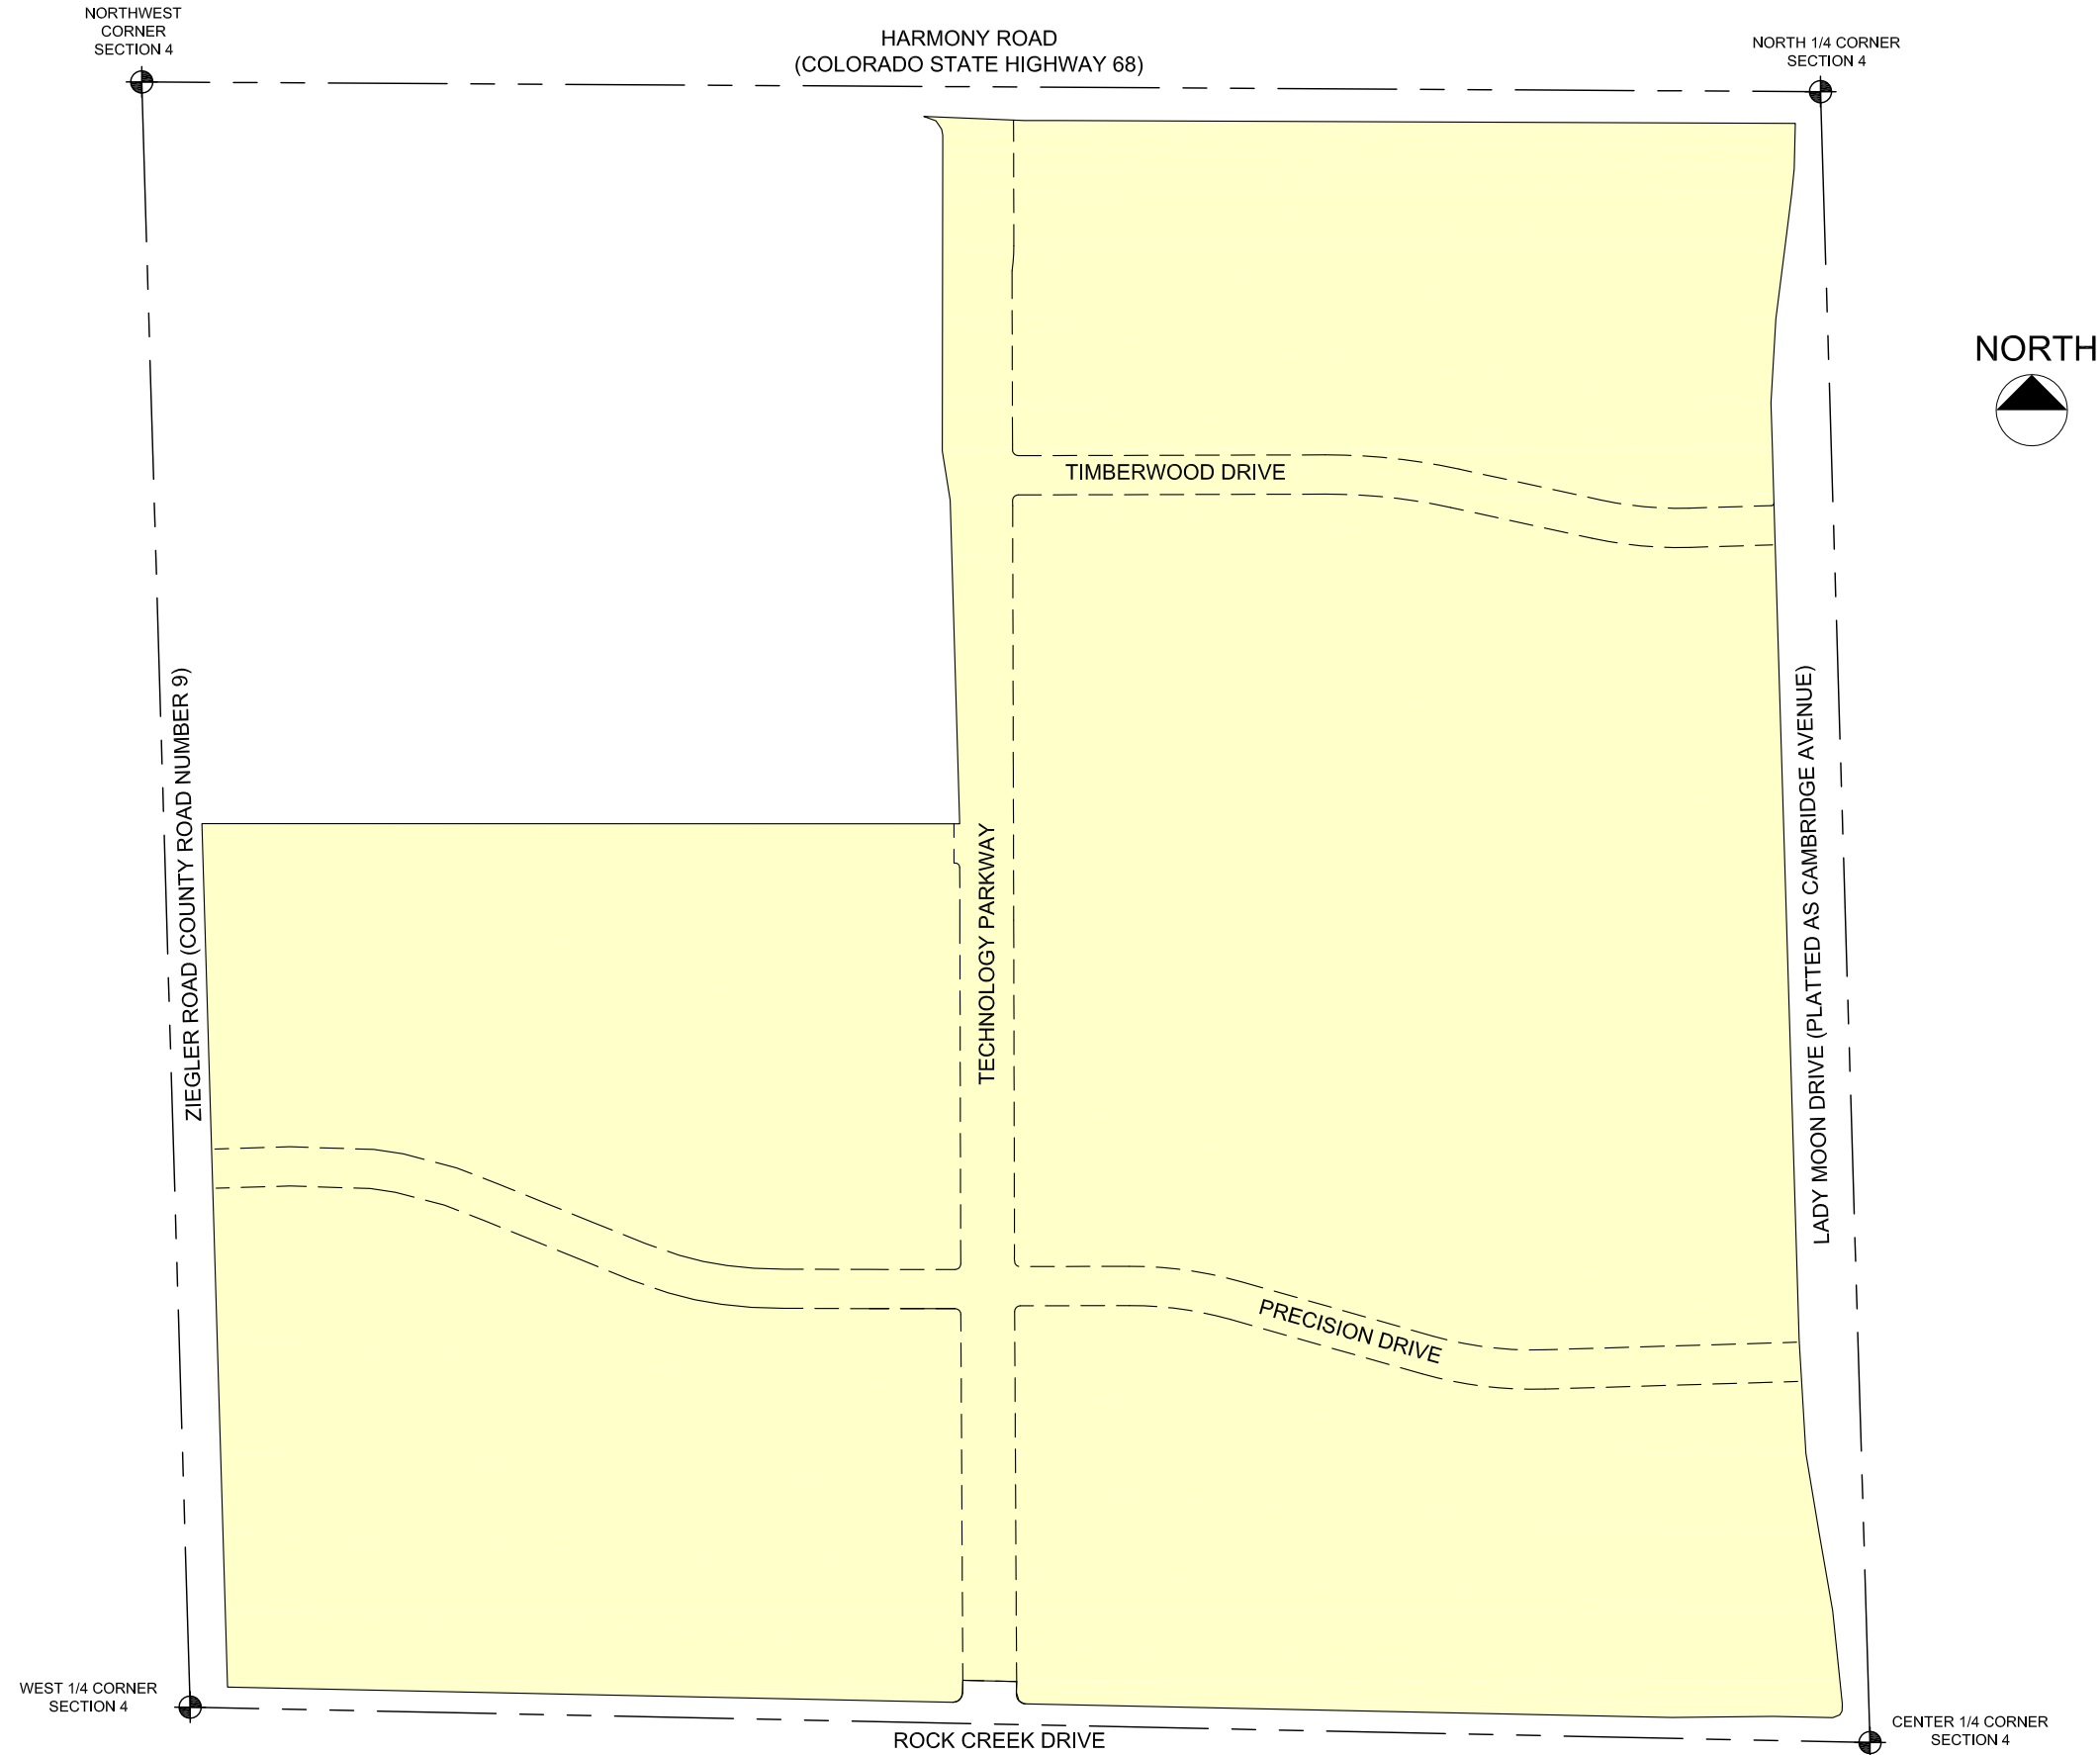 NORTHWEST
CORNER
SECTION 4
HARMONY ROAD
(COLORADO STATE HIGHWAY 68)
NORTH 1/4 CORNER
SECTION 4
NORTH
TIMBERWOOD DRIVE
ZIEGLER ROAD (COUNTY ROAD NUMBER 9)
TECHNOLOGY PARKWAY
LADY MOON DRIVE (PLATTED AS CAMBRIDGE AVENUE)
PRECISION DRIVE
WEST 1/4 CORNER
SECTION 4
ROCK CREEK DRIVE
CENTER 1/4 CORNER
SECTION 4